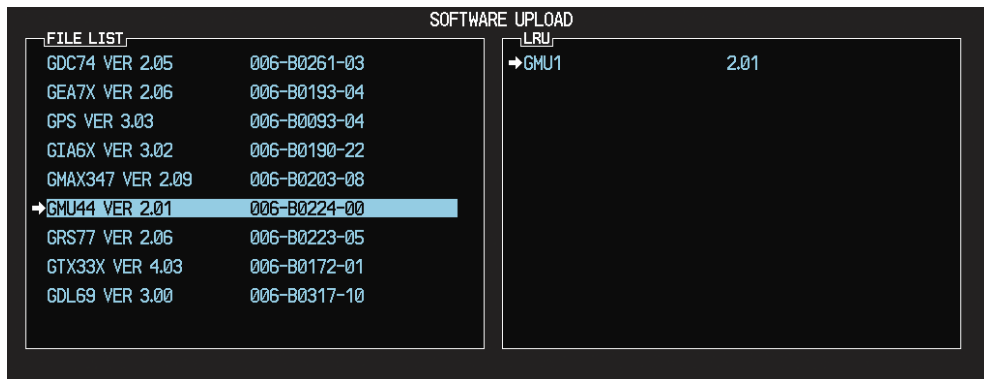 SOFTWARE UPLOAD
FILE LIST
GDC74 VER 2.05 006-B0261-03
GEA7X VER 2.06 006-B0193-04
GPS VER 3.03 006-B0093-04
GIA6X VER 3.02 006-B0190-22
GMAX347 VER 2.09 006-B0203-08
GMU44 VER 2.01 006-B0224-00
GRS77 VER 2.06 006-B0223-05
GTX33X VER 4.03 006-B0172-01
GDL69 VER 3.00 006-B0317-10
LRU
GMU1 2.01